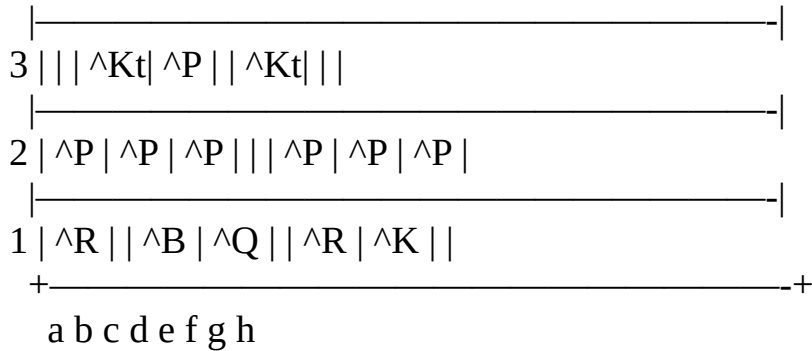 |———————————————————-|
3 | | | ^Kt| ^P | | ^Kt| | |
|———————————————————-|
2 | ^P | ^P | ^P | | | ^P | ^P | ^P |
|———————————————————-|
1 | ^R | | ^B | ^Q | | ^R | ^K | |
+———————————————————-+
a b c d e f g h